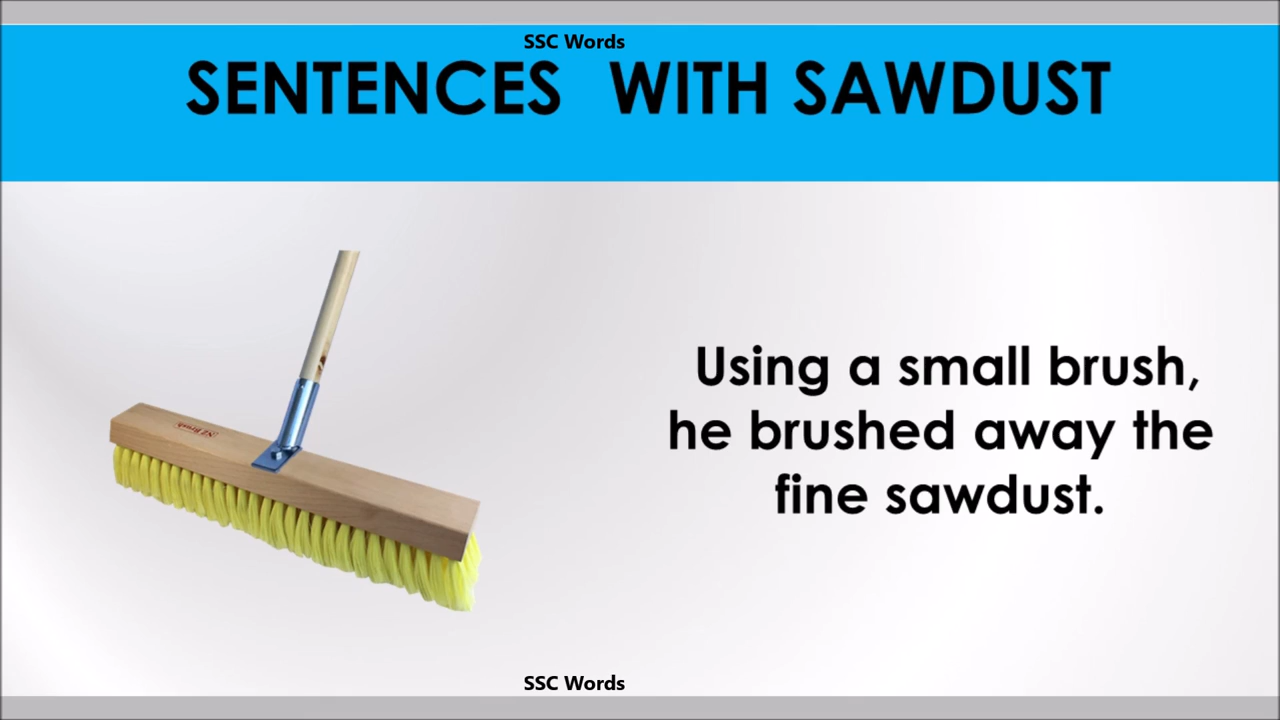 SSC Words
SENTENCES WITH SAWDUST
Using a small brush,
he brushed away the
fine sawdust.
SSC Words